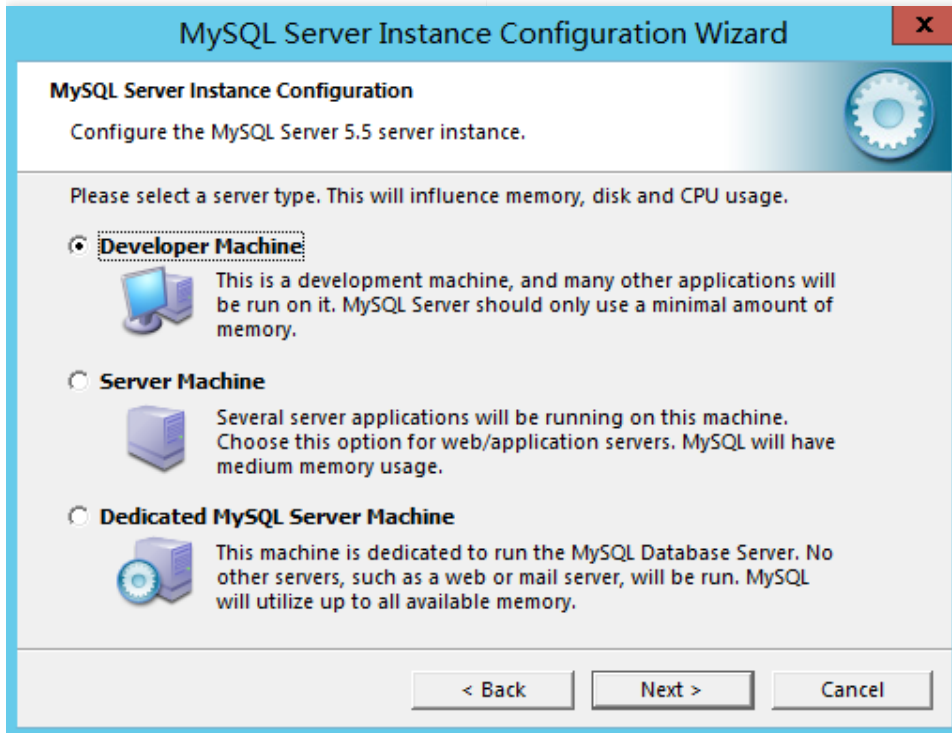 MySQL Server Instance Configuration Wizard
x
MySQL Server Instance Configuration
Configure the MySQL Server 5.5 server instance.
Please select a server type. This will influence memory, disk and CPU usage.
Developer Machine
This is a development machine, and many other applications will
be run on it. MySQL Server should only use a minimal amount of
memory.
Server Machine
Several server applications will be running on this machine.
Choose this option for web/application servers. MySQL will have
medium memory usage.
Dedicated MySQL Server Machine
This machine is dedicated to run the MySQL Database Server. No
other servers, such as a web or mail server, will be run. MySQL
will utilize up to all available memory.
< Back Next > Cancel